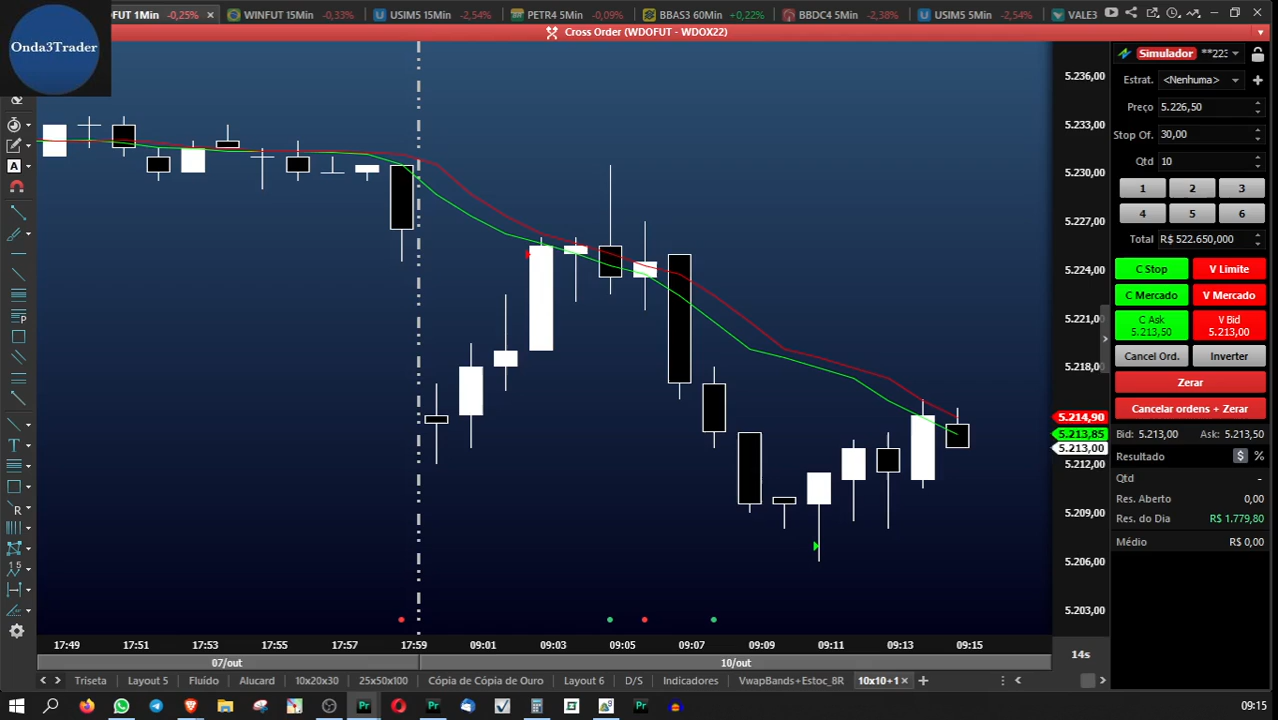 Onda3Trader
OFUT 1Min -0,25% ×
WINFUT 15Min -0,33%
USIM5 15Min -2,54%
PETR4 5Min -0,09%
BBAS3 60Min +0,22%
BBDC4 5Min -2,38%
USIM5 5Min -2,54%
VALE3
Cross Order (WDOFUT - WDOX22)
5.236,00
5.233,00
5.230,00
5.227,00
5.224,00
5.221,0
5.218,00
5.214,90
5.213,85
5.213,00
5.212,00
5.209,00
5.206,00
5.203,00
Simulador **223
Estrat. <Nenhuma>
Preço 5.226,50
Stop Of. 30,00
Qtd 10
1 2 3
4 5 6
Total R$ 522.650,000
C Stop V Limite
C Mercado V Mercado
C Ask V Bid
5.213,50 5.213,00
Cancel Ord. Inverter
Zerar
Cancelar ordens + Zerar
Bid: 5.213,00 Ask: 5.213,50
Resultado $ %
Qtd -
Res. Aberto 0,00
Res. do Dia R$ 1.779,80
Médio R$ 0,00
17:49 17:51 17:53 17:55 17:57 17:59 09:01 09:03 09:05 09:07 09:09 09:11 09:13 09:15
07/out 10/out
14s
Triseta Layout 5 Fluído Alucard 10x20x30 25x50x100 Cópia de Cópia de Ouro Layout 6 D/S Indicadores VwapBands+Estoc_8R 10x10+1 ×
09:15